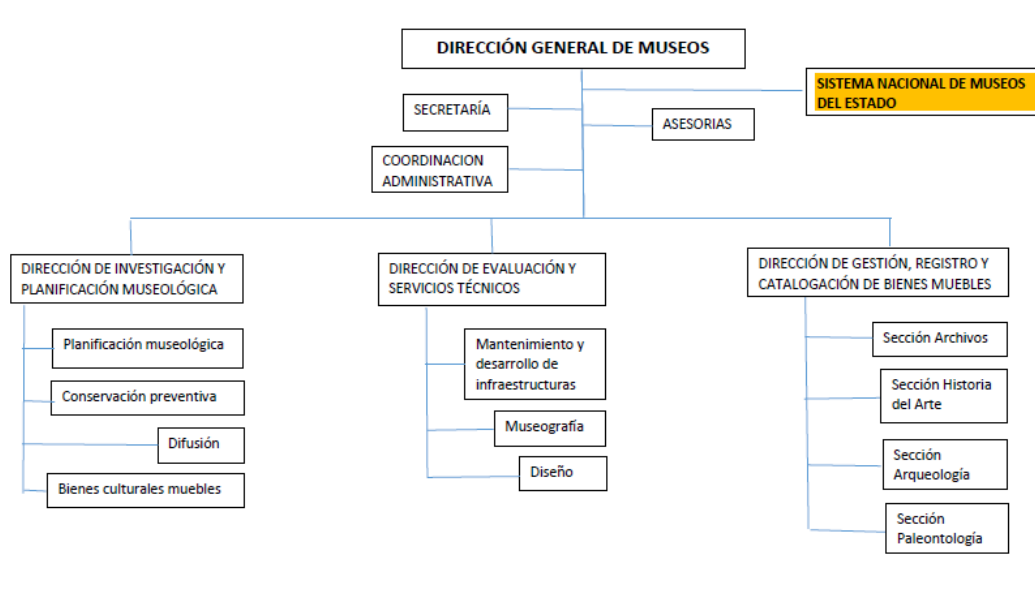 DIRECCIÓN GENERAL DE MUSEOS
SISTEMA NACIONAL DE MUSEOS
DEL ESTADO
SECRETARÍA
ASESORIAS
COORDINACION
ADMINISTRATIVA
DIRECCIÓN DE INVESTIGACIÓN Y
PLANIFICACIÓN MUSEOLÓGICA
Planificación museológica
Conservación preventiva
Difusión
Bienes culturales muebles
DIRECCIÓN DE EVALUACIÓN Y
SERVICIOS TÉCNICOS
Mantenimiento y
desarrollo de
infraestructuras
Museografía
Diseño
DIRECCIÓN DE GESTIÓN, REGISTRO Y
CATALOGACIÓN DE BIENES MUEBLES
Sección Archivos
Sección Historia
del Arte
Sección
Arqueología
Sección
Paleontología